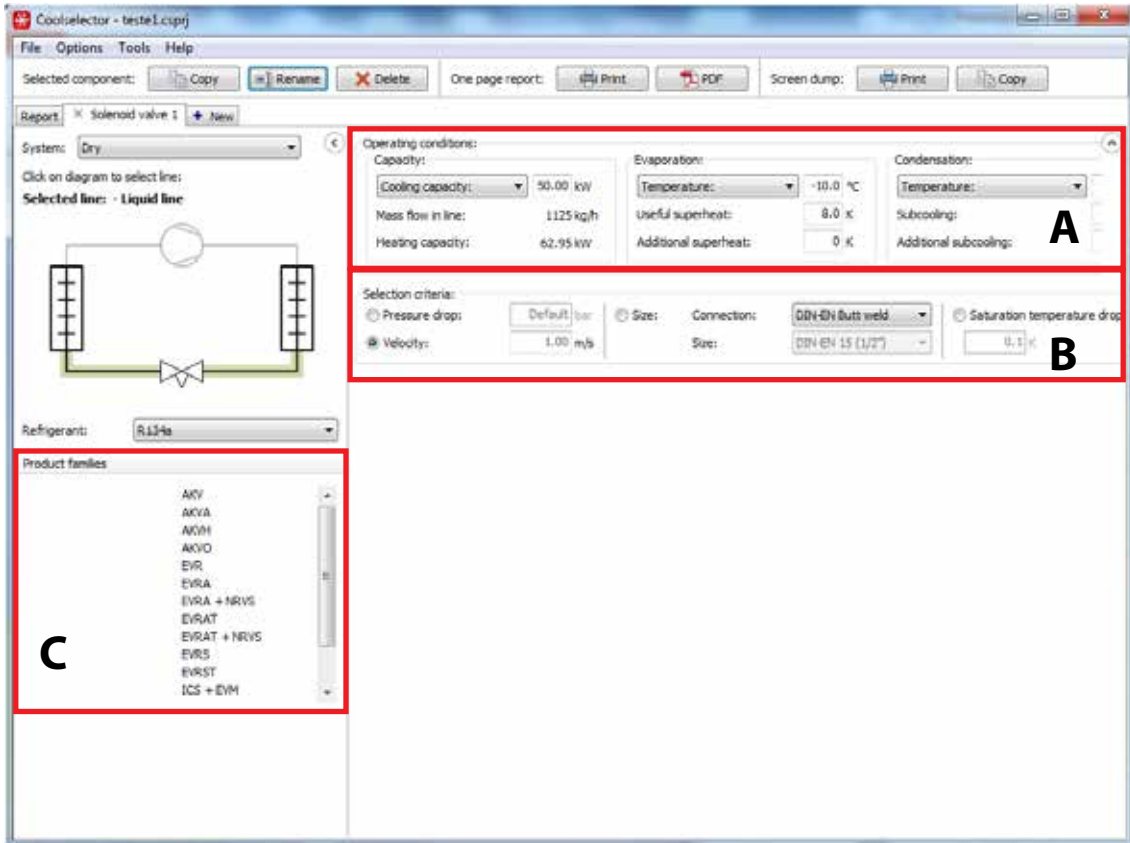 Coolselector - teste1.csprj
File Options Tools Help
Selected component: Copy Rename Delete One page report: Print PDF Screen dump: Print Copy
Report Solenoid valve 1 New
System: Dry
Click on diagram to select line:
Selected line: - Liquid line
Refrigerant: R134a
Product families
AKV
AKVA
AKVH
AKVO
EVR
EVRA
EVRA + NRVS
EVRAT
EVRAT + NRVS
EVRS
EVRST
ICS + EVM
C
Operating conditions:
Capacity: Evaporation: Condensation:
Cooling capacity: 50.00 kW Temperature: -10.0 °C Temperature:
Mass flow in line: 1125 kg/h Useful superheat: 8.0 K Subcooling:
Heating capacity: 62.95 kW Additional superheat: 0 K Additional subcooling:
A
Selection criteria:
Pressure drop: Default bar Size: Connection: DIN-EN Butt weld Saturation temperature drop
Velocity: 1.00 m/s Size: DIN-EN 15 (1/2") 0.1 K
B